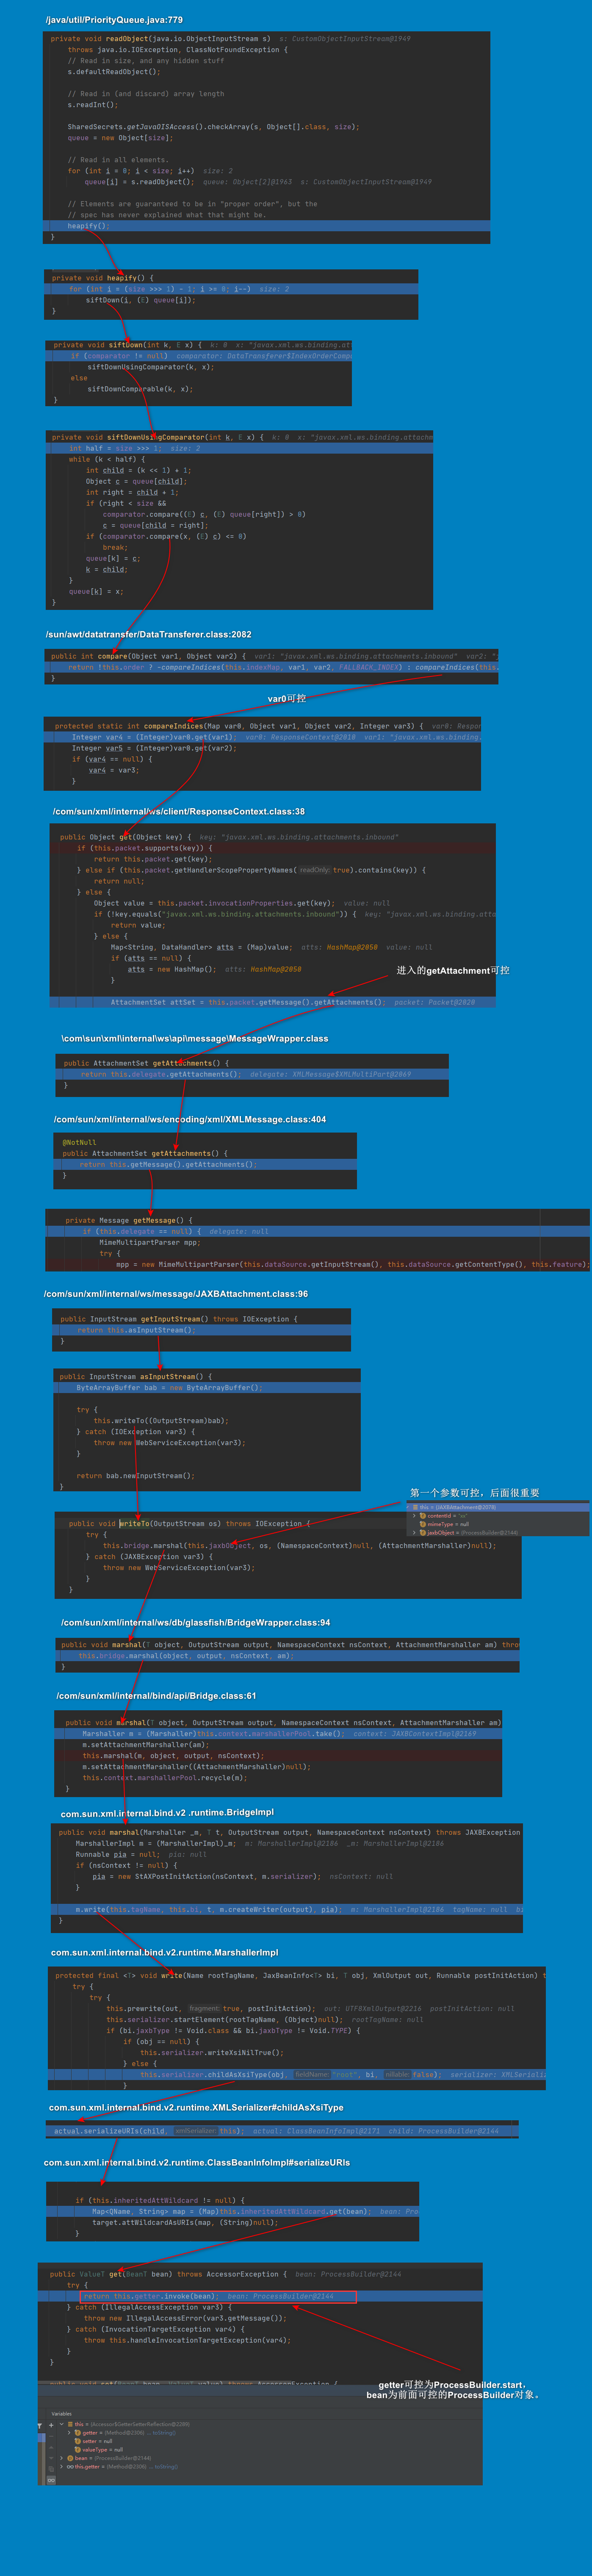 /java/util/PriorityQueue.java:779
private void readObject(java.io.ObjectInputStream s)  s: CustomObjectInputStream@1949
    throws java.io.IOException, ClassNotFoundException {
    // Read in size, and any hidden stuff
    s.defaultReadObject();
    // Read in (and discard) array length
    s.readInt();
    SharedSecrets.getJavaOISAccess().checkArray(s, Object[].class, size);
    queue = new Object[size];
    // Read in all elements.
    for (int i = 0; i < size; i++)  size: 2
        queue[i] = s.readObject();  queue: Object[2]@1963  s: CustomObjectInputStream@1949
    // Elements are guaranteed to be in "proper order", but the
    // spec has never explained what that might be.
    heapify();
}
private void heapify() {
    for (int i = (size >>> 1) - 1; i >= 0; i--)  size: 2
        siftDown(i, (E) queue[i]);
}
private void siftDown(int k, E x) {  k: 0  x: "javax.xml.ws.binding.att
    if (comparator != null)  comparator: DataTransferer$IndexOrderComp
        siftDownUsingComparator(k, x);
    else
        siftDownComparable(k, x);
}
private void siftDownUsingComparator(int k, E x) {  k: 0  x: "javax.xml.ws.binding.attachm
    int half = size >>> 1;  size: 2
    while (k < half) {
        int child = (k << 1) + 1;
        Object c = queue[child];
        int right = child + 1;
        if (right < size &&
            comparator.compare((E) c, (E) queue[right]) > 0)
            c = queue[child = right];
        if (comparator.compare(x, (E) c) <= 0)
            break;
        queue[k] = c;
        k = child;
    }
    queue[k] = x;
}
/sun/awt/datatransfer/DataTransferer.class:2082
public int compare(Object var1, Object var2) {  var1: "javax.xml.ws.binding.attachments.inbound"  var2: "
    return !this.order ? -compareIndices(this.indexMap, var1, var2, FALLBACK_INDEX) : compareIndices(this.
}
var0可控
protected static int compareIndices(Map var0, Object var1, Object var2, Integer var3) {  var0: Respon
    Integer var4 = (Integer)var0.get(var1);  var0: ResponseContext@2010  var1: "javax.xml.ws.binding.
    Integer var5 = (Integer)var0.get(var2);
    if (var4 == null) {
        var4 = var3;
    }
/com/sun/xml/internal/ws/client/ResponseContext.class:38
public Object get(Object key) {  key: "javax.xml.ws.binding.attachments.inbound"
    if (this.packet.supports(key)) {
        return this.packet.get(key);
    } else if (this.packet.getHandlerScopePropertyNames( readOnly: true).contains(key)) {
        return null;
    } else {
        Object value = this.packet.invocationProperties.get(key);  value: null
        if (!key.equals("javax.xml.ws.binding.attachments.inbound")) {  key: "javax.xml.ws.binding.atta
            return value;
        } else {
            Map<String, DataHandler> atts = (Map)value;  atts: HashMap@2050  value: null
            if (atts == null) {
                atts = new HashMap();  atts: HashMap@2050
            }
进入的getAttachment可控
            AttachmentSet attSet = this.packet.getMessage().getAttachments();  packet: Packet@2020
\com\sun\xml\internal\ws\api\message\MessageWrapper.class
public AttachmentSet getAttachments() {
    return this.delegate.getAttachments();  delegate: XMLMessage$XMLMultiPart@2069
}
/com/sun/xml/internal/ws/encoding/xml/XMLMessage.class:404
@NotNull
public AttachmentSet getAttachments() {
    return this.getMessage().getAttachments();
}
private Message getMessage() {
    if (this.delegate == null) {  delegate: null
        MimeMultipartParser mpp;
        try {
            mpp = new MimeMultipartParser(this.dataSource.getInputStream(), this.dataSource.getContentType(), this.feature);
/com/sun/xml/internal/ws/message/JAXBAttachment.class:96
public InputStream getInputStream() throws IOException {
    return this.asInputStream();
}
public InputStream asInputStream() {
    ByteArrayBuffer bab = new ByteArrayBuffer();
    try {
        this.writeTo((OutputStream)bab);
    } catch (IOException var3) {
        throw new WebServiceException(var3);
    }
    return bab.newInputStream();
}
第一个参数可控，后面很重要
this = {JAXBAttachment@2078}
contentId = "ss"
mimeType = null
jaxbObject = {ProcessBuilder@2144}
public void writeTo(OutputStream os) throws IOException {
    try {
        this.bridge.marshal(this.jaxbObject, os, (NamespaceContext)null, (AttachmentMarshaller)null);
    } catch (JAXBException var3) {
        throw new WebServiceException(var3);
    }
}
/com/sun/xml/internal/ws/db/glassfish/BridgeWrapper.class:94
public void marshal(T object, OutputStream output, NamespaceContext nsContext, AttachmentMarshaller am) throw
    this.bridge.marshal(object, output, nsContext, am);
}
/com/sun/xml/internal/bind/api/Bridge.class:61
public void marshal(T object, OutputStream output, NamespaceContext nsContext, AttachmentMarshaller am)
    Marshaller m = (Marshaller)this.context.marshallerPool.take();  context: JAXBContextImpl@2169
    m.setAttachmentMarshaller(am);
    this.marshal(m, object, output, nsContext);
    m.setAttachmentMarshaller((AttachmentMarshaller)null);
    this.context.marshallerPool.recycle(m);
}
com.sun.xml.internal.bind.v2 .runtime.BridgeImpl
public void marshal(Marshaller _m, T t, OutputStream output, NamespaceContext nsContext) throws JAXBException
    MarshallerImpl m = (MarshallerImpl)_m;  m: MarshallerImpl@2186  _m: MarshallerImpl@2186
    Runnable pia = null;  pia: null
    if (nsContext != null) {
        pia = new StAXPostInitAction(nsContext, m.serializer);  nsContext: null
    }
    m.write(this.tagName, this.bi, t, m.createWriter(output), pia);  m: MarshallerImpl@2186  tagName: null  bi
}
com.sun.xml.internal.bind.v2.runtime.MarshallerImpl
protected final <T> void write(Name rootTagName, JaxBeanInfo<T> bi, T obj, XmlOutput out, Runnable postInitAction) t
    try {
        try {
            this.prewrite(out, fragment: true, postInitAction);  out: UTF8XmlOutput@2216  postInitAction: null
            this.serializer.startElement(rootTagName, (Object)null);  rootTagName: null
            if (bi.jaxbType != Void.class && bi.jaxbType != Void.TYPE) {
                if (obj == null) {
                    this.serializer.writeXsiNilTrue();
                } else {
                    this.serializer.childAsXsiType(obj, fieldName: "root", bi, nillable: false);  serializer: XMLSerializ
                }
com.sun.xml.internal.bind.v2.runtime.XMLSerializer#childAsXsiType
actual.serializeURIs(child, xmlSerializer: this);  actual: ClassBeanInfoImpl@2171  child: ProcessBuilder@2144
com.sun.xml.internal.bind.v2.runtime.ClassBeanInfoImpl#serializeURIs
if (this.inheritedAttWildcard != null) {
    Map<QName, String> map = (Map)this.inheritedAttWildcard.get(bean);  bean: Pro
    target.attWildcardAsURIs(map, (String)null);
}
public ValueT get(BeanT bean) throws AccessorException {  bean: ProcessBuilder@2144
    try {
        return this.getter.invoke(bean);  bean: ProcessBuilder@2144
    } catch (IllegalAccessException var3) {
        throw new IllegalAccessError(var3.getMessage());
    } catch (InvocationTargetException var4) {
        throw this.handleInvocationTargetException(var4);
    }
}
getter可控为ProcessBuilder.start，
bean为前面可控的ProcessBuilder对象。
Variables
this = {Accessor$GetterSetterReflection@2209}
getter = {Method@2306} ... toString()
setter = null
valueType = null
bean = {ProcessBuilder@2144}
this.getter = {Method@2306} ... toString()